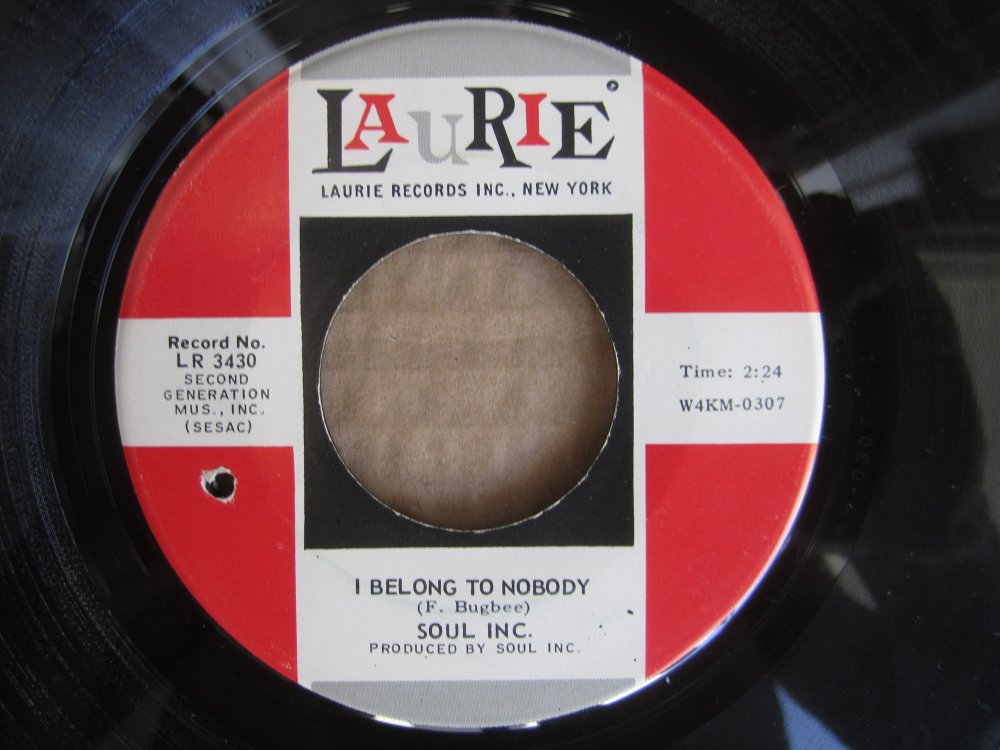 LAURIE
LAURIE RECORDS INC., NEW YORK
Record No.
LR 3430
SECOND
GENERATION
MUS., INC.
(SESAC)
Time: 2:24
W4KM-0307
I BELONG TO NOBODY
(F. Bugbee)
SOUL INC.
PRODUCED BY SOUL INC.